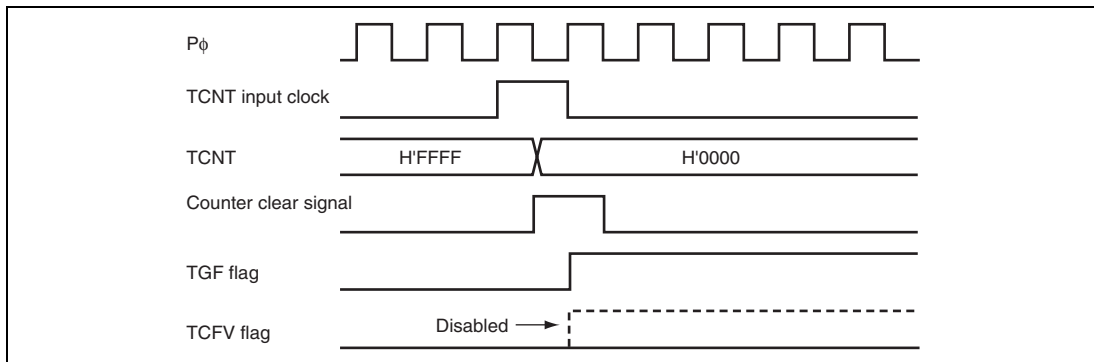 Pϕ
TCNT input clock
TCNT
H'FFFF
H'0000
Counter clear signal
TGF flag
Disabled
TCFV flag